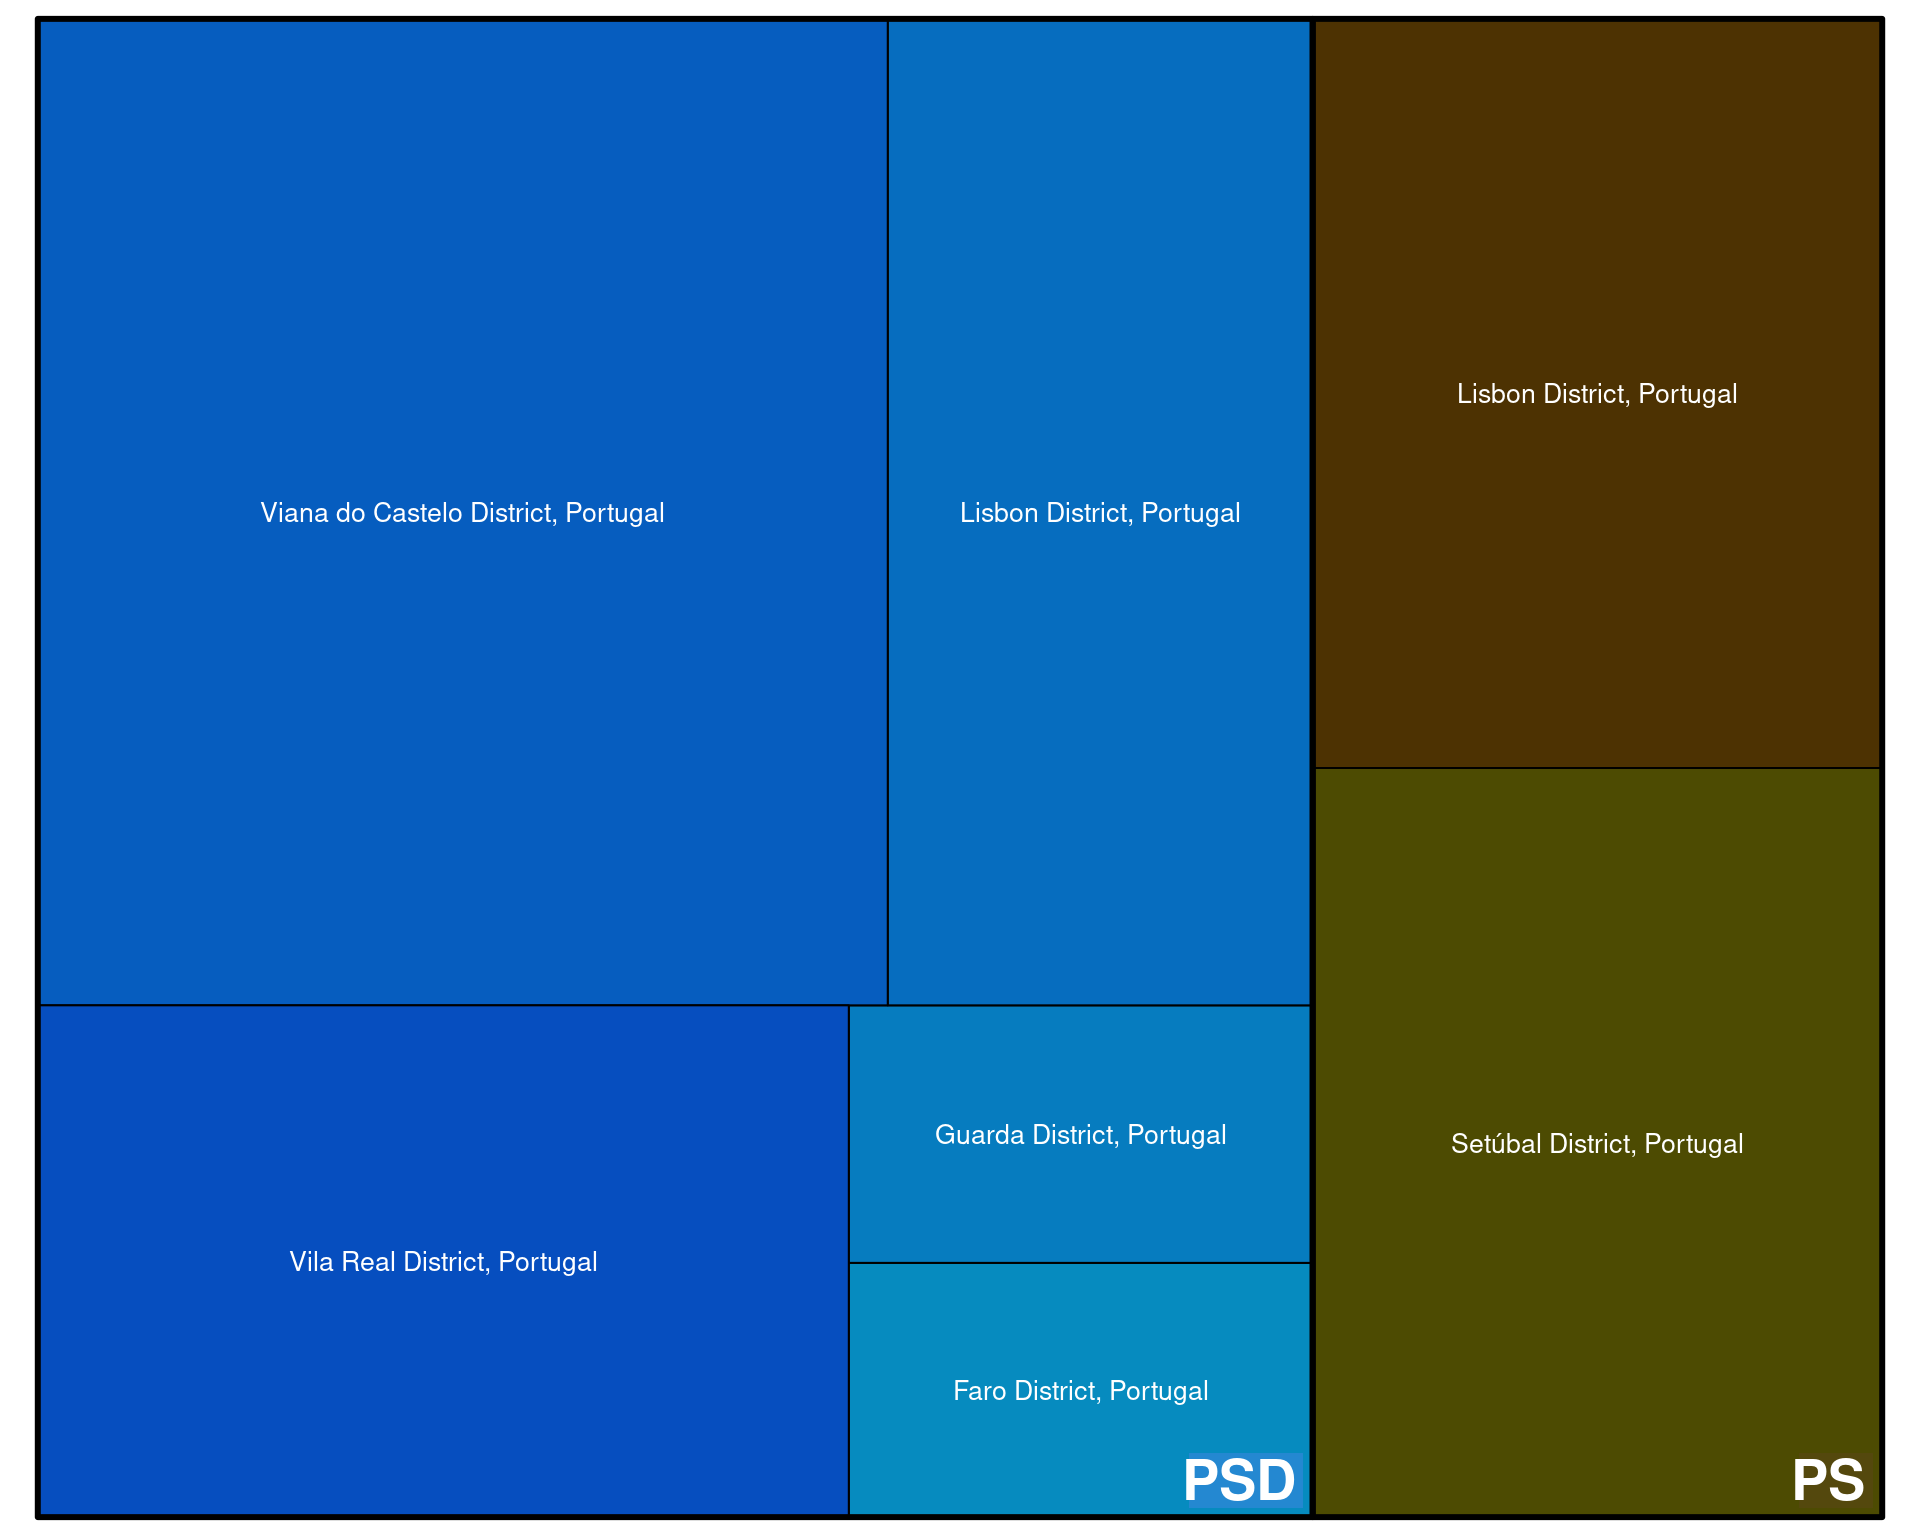 Viana do Castelo District, Portugal
Lisbon District, Portugal
Lisbon District, Portugal
Vila Real District, Portugal
Guarda District, Portugal
Faro District, Portugal
PSD
Setúbal District, Portugal
PS